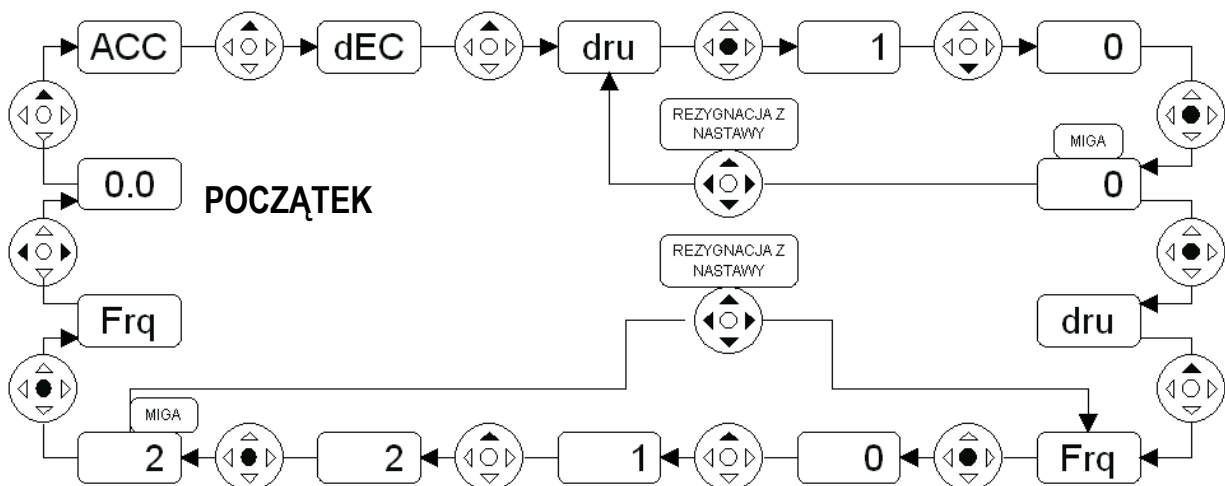 ACC
dEC
dru
1
0
REZYGNACJA Z
NASTAWY
MIGA
0
0.0
POCZĄTEK
REZYGNACJA Z
NASTAWY
Frq
dru
MIGA
2
2
1
0
Frq